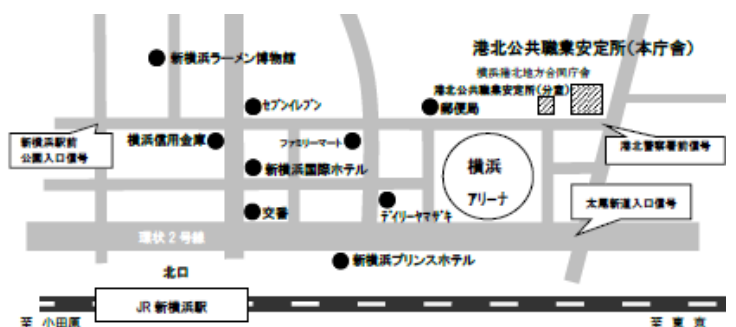 港北公共職業安定所(本庁舎)
新横浜ラーメン博物館
横浜港北地方合同庁舎
港北公共職業安定所(分室)
セブンイレブン
郵便局
新横浜駅前
公園入口信号
横浜信用金庫
ファミリーマート
港北警察署前信号
新横浜国際ホテル
横浜
アリーナ
太尾新道入口信号
交番
デイリーヤマザキ
環状2号線
新横浜プリンスホテル
北口
JR 新横浜駅
至 小田原
至 東京